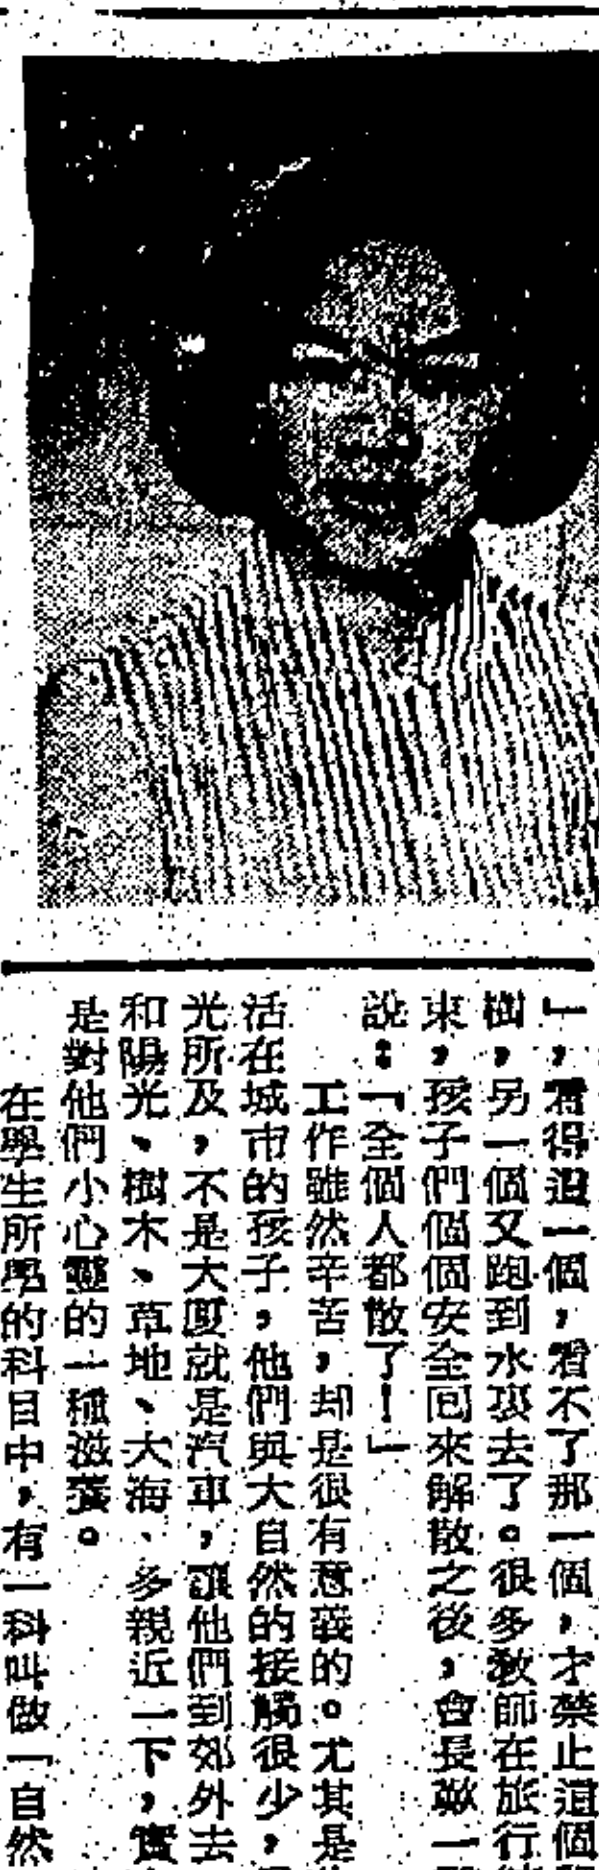 」，看得這一個，看不了那一個，才禁止這個
樹，另一個又跑到水裏去了。很多教師在旅行
束，孩子們個個安全回來解散之後，會長歎一
說：「全個人都散了！」
工作雖然辛苦，却是很有意義的。尤其是
活在城市的孩子，他們與大自然的接觸很少，
光所及，不是大厦就是汽車，讓他們到郊外去
和陽光、樹木、草地、大海、多親近一下，實
是對他們小心靈的一種滋養。
在學生所學的科目中，有一科叫做「自然